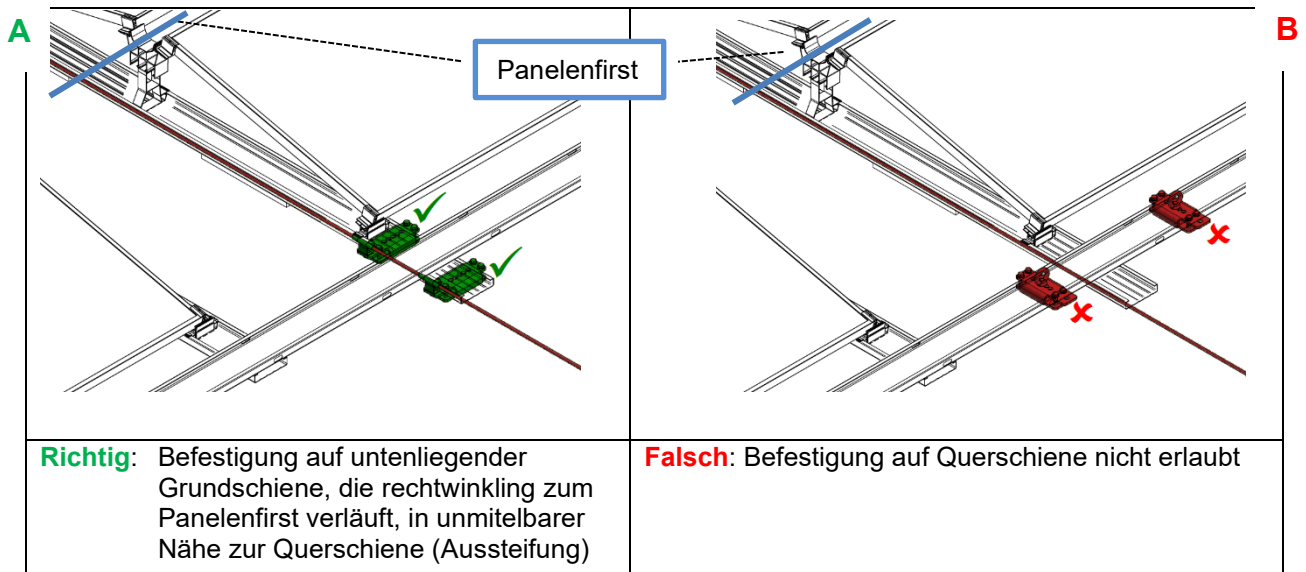 A
Panelenfirst
B
Richtig: Befestigung auf untenliegender
Grundschiene, die rechtwinkling zum
Panelenfirst verläuft, in unmitelbarer
Nähe zur Querschiene (Aussteifung)
Falsch: Befestigung auf Querschiene nicht erlaubt